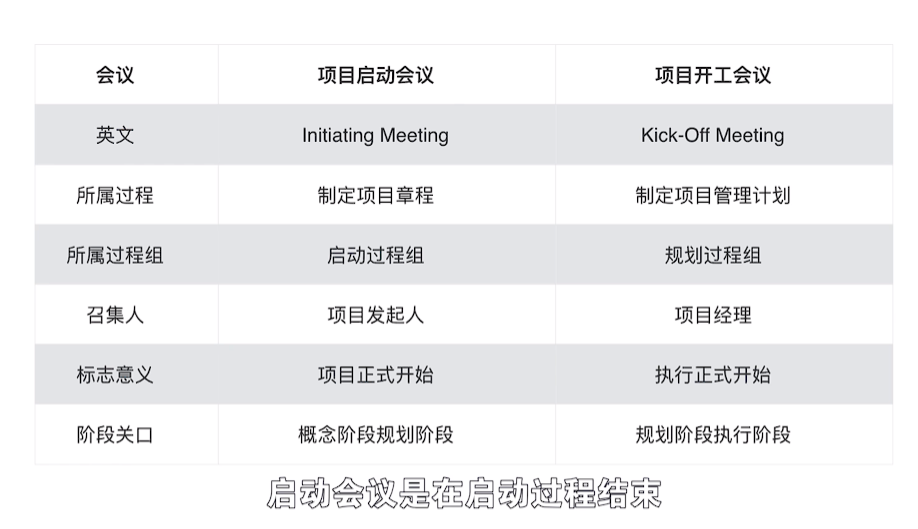 会议 项目启动会议 项目开工会议
英文 Initiating Meeting Kick-Off Meeting
所属过程 制定项目章程 制定项目管理计划
所属过程组 启动过程组 规划过程组
召集人 项目发起人 项目经理
标志意义 项目正式开始 执行正式开始
阶段关口 概念阶段规划阶段 规划阶段执行阶段
启动会议是在启动过程结束